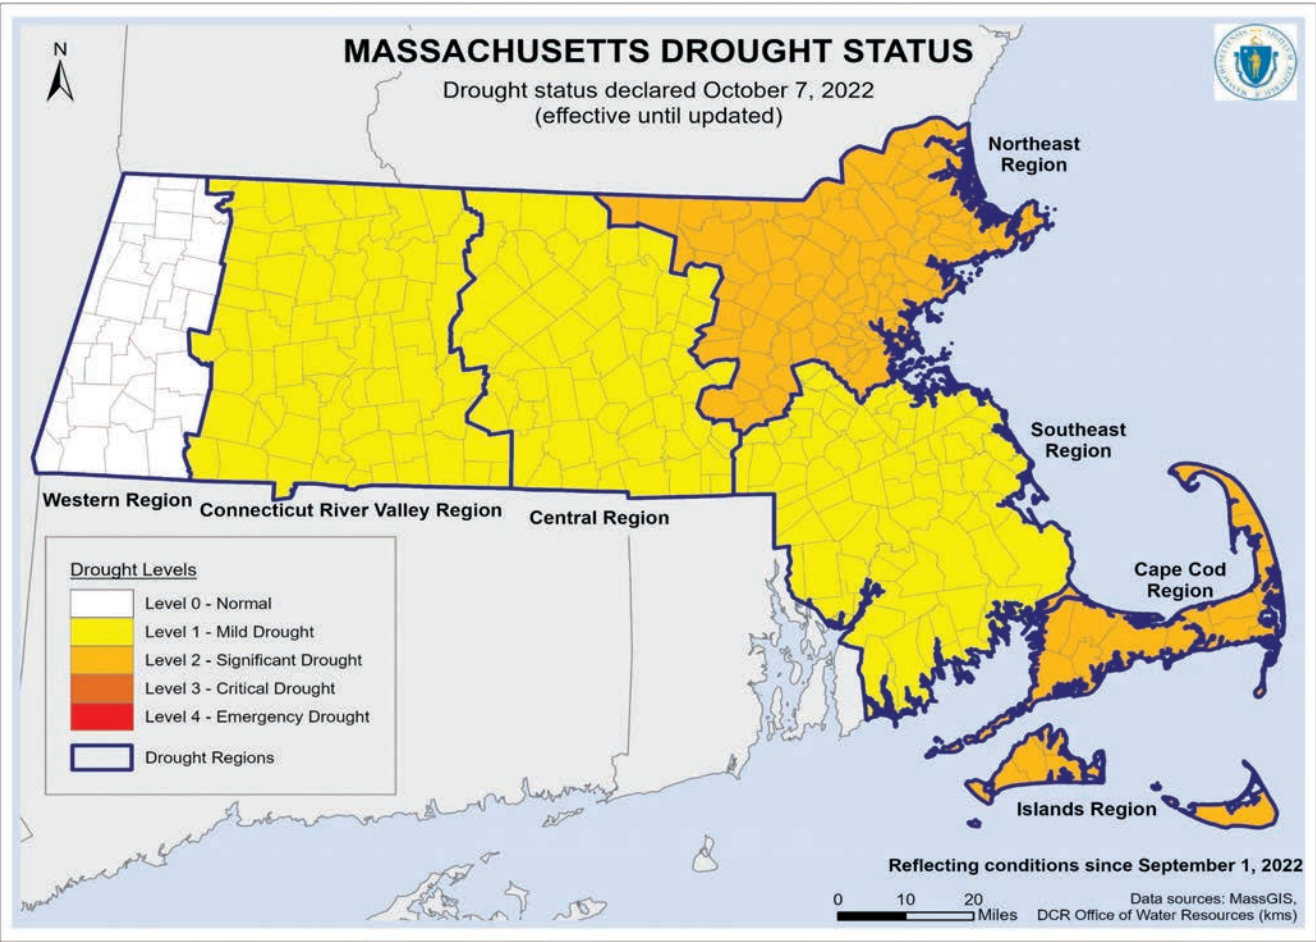 MASSACHUSETTS DROUGHT STATUS
Drought status declared October 7, 2022
(effective until updated)
N
Northeast
Region
Southeast
Region
Cape Cod
Region
Islands Region
Western Region
Connecticut River Valley Region
Central Region
Drought Levels
Level 0 - Normal
Level 1 - Mild Drought
Level 2 - Significant Drought
Level 3 - Critical Drought
Level 4 - Emergency Drought
Drought Regions
Reflecting conditions since September 1, 2022
0 10 20
Miles
Data sources: MassGIS,
DCR Office of Water Resources (kms)